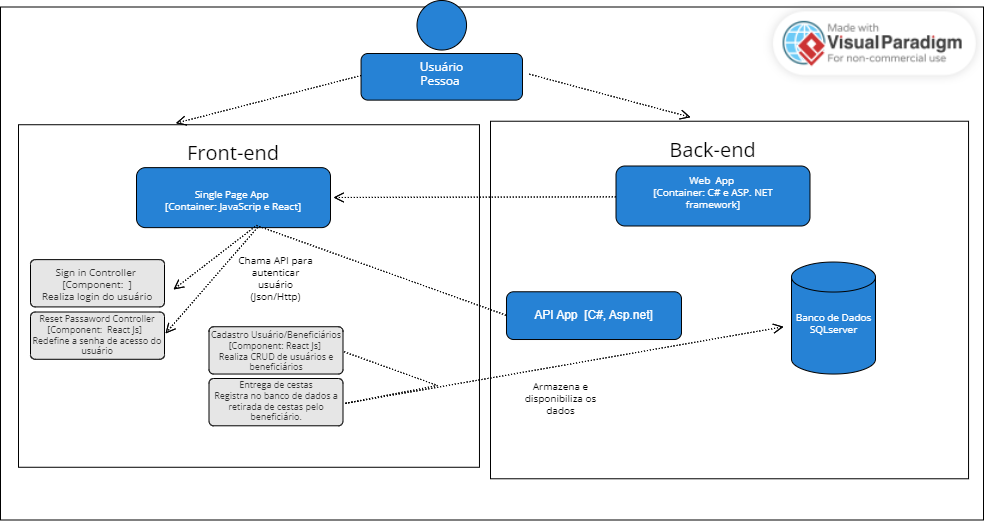 Usuário
Pessoa
Made with
VisualParadigm
For non-commercial use
Front-end
Single Page App
[Container: JavaScrip e React]
Sign in Controller
[Component:  ]
Realiza login do usuário
Reset Passaword Controller
[Component:  React Js]
Redefine a senha de acesso do
usuário
Chama API para
autenticar
usuário
(Json/Http)
Cadastro Usuário/Beneficiários
[Component: React Js]
Realiza CRUD de usuários e
beneficiários
Entrega de cestas
Registra no banco de dados a
retirada de cestas pelo
beneficiário.
Back-end
Web  App
[Container: C# e ASP. NET
framework]
API App  [C#, Asp.net]
Banco de Dados
SQLserver
Armazena e
disponibiliza os
dados